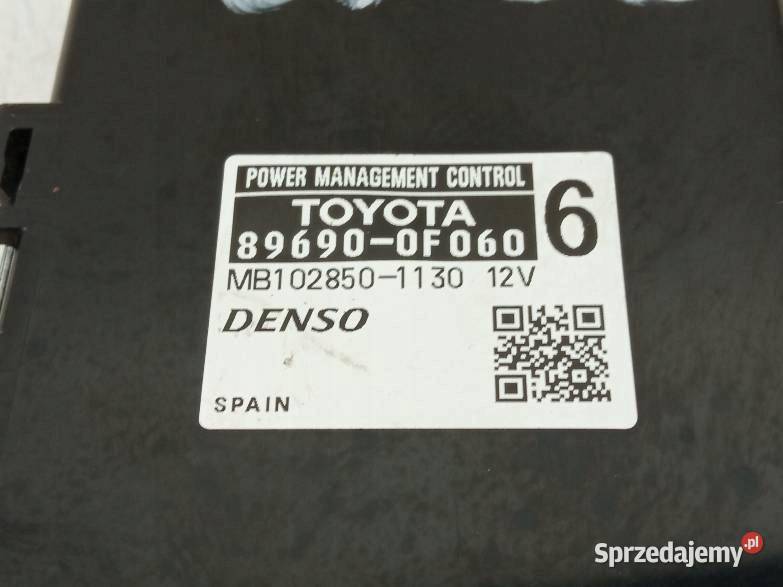 POWER MANAGEMENT CONTROL
TOYOTA
89690-0F060
6
MB102850-1130 12V
DENSO
SPAIN
Sprzedajemy.pl